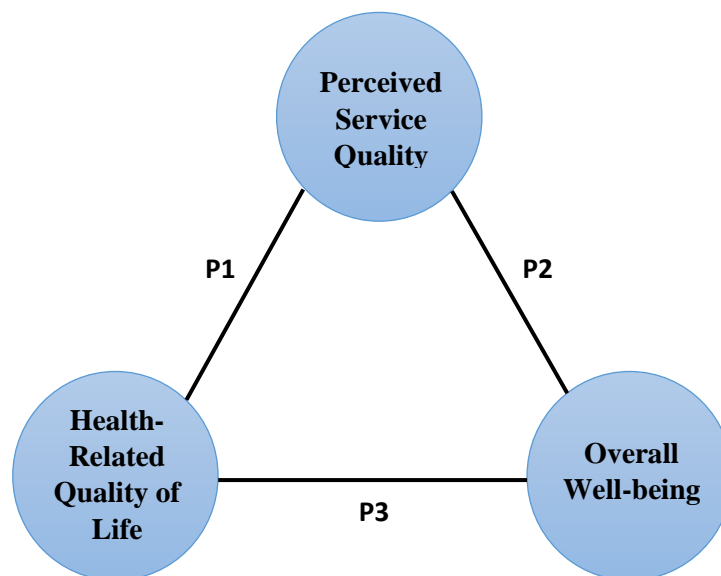 Perceived
Service
Quality
P1
P2
Health-
Related
Quality of
Life
Overall
Well-being
P3